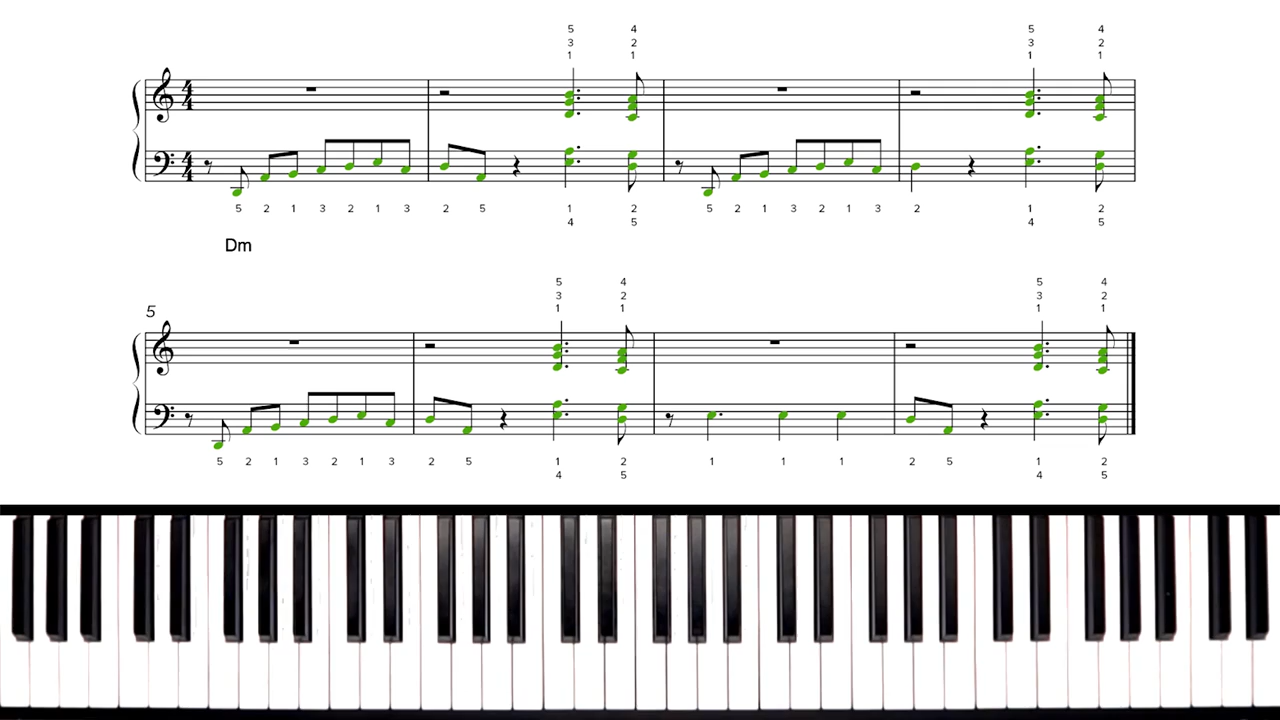 5 4 5 4
3 2 3 2
1 1 1 1
4 4
4 4
5 2 1 3 2 1 3 2 5 1 2 5 2 1 3 2 1 3 2 1 2
4 5 4 5
Dm
5 4 5 4
3 2 3 2
1 1 1 1
5
5 2 1 3 2 1 3 2 5 1 2 1 1 1 2 5 1 2
4 5 4 5